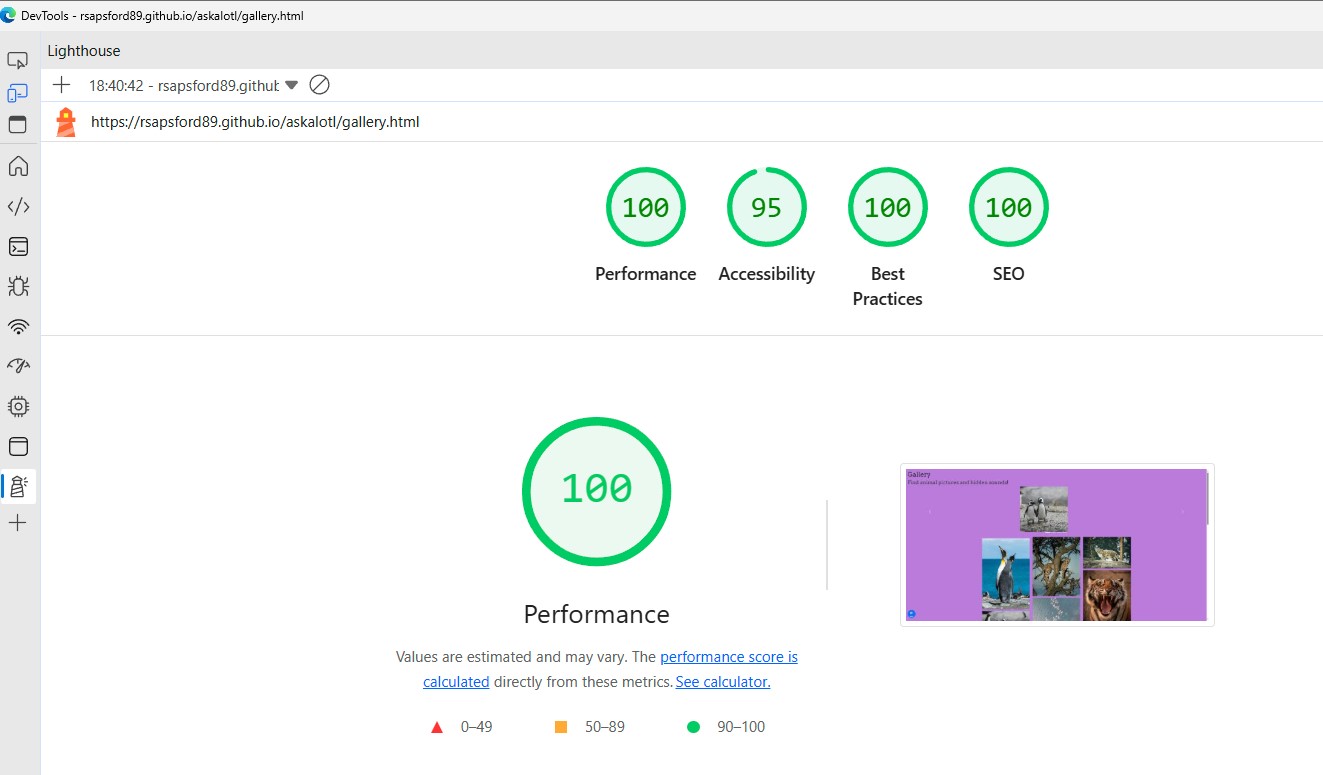 DevTools - rsapsford89.github.io/askalotl/gallery.html
Lighthouse
18:40:42 - rsapsford89.github
https://rsapsford89.github.io/askalotl/gallery.html
100 95 100 100
Performance Accessibility Best Practices SEO
100
Gallery
Find animal pictures and hidden sounds!
Performance
Values are estimated and may vary. The performance score is
calculated directly from these metrics. See calculator.
0–49 50–89 90–100